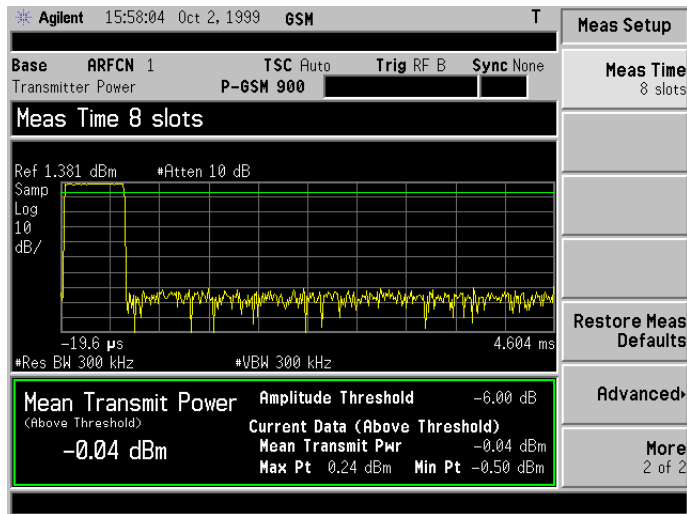 Agilent 15:58:04 Oct 2, 1999 GSM T
Meas Setup
Base ARFCN 1 TSC Auto Trig RF B Sync None
Transmitter Power P-GSM 900
Meas Time
8 slots
Meas Time 8 slots
Ref 1.381 dBm #Atten 10 dB
Samp
Log
10
dB/
-19.6 µs 4.604 ms
#Res BW 300 kHz #VBW 300 kHz
Restore Meas
Defaults
Mean Transmit Power
(Above Threshold)
-0.04 dBm
Amplitude Threshold -6.00 dB
Current Data (Above Threshold)
Mean Transmit Pwr -0.04 dBm
Max Pt 0.24 dBm Min Pt -0.50 dBm
Advanced
More
2 of 2